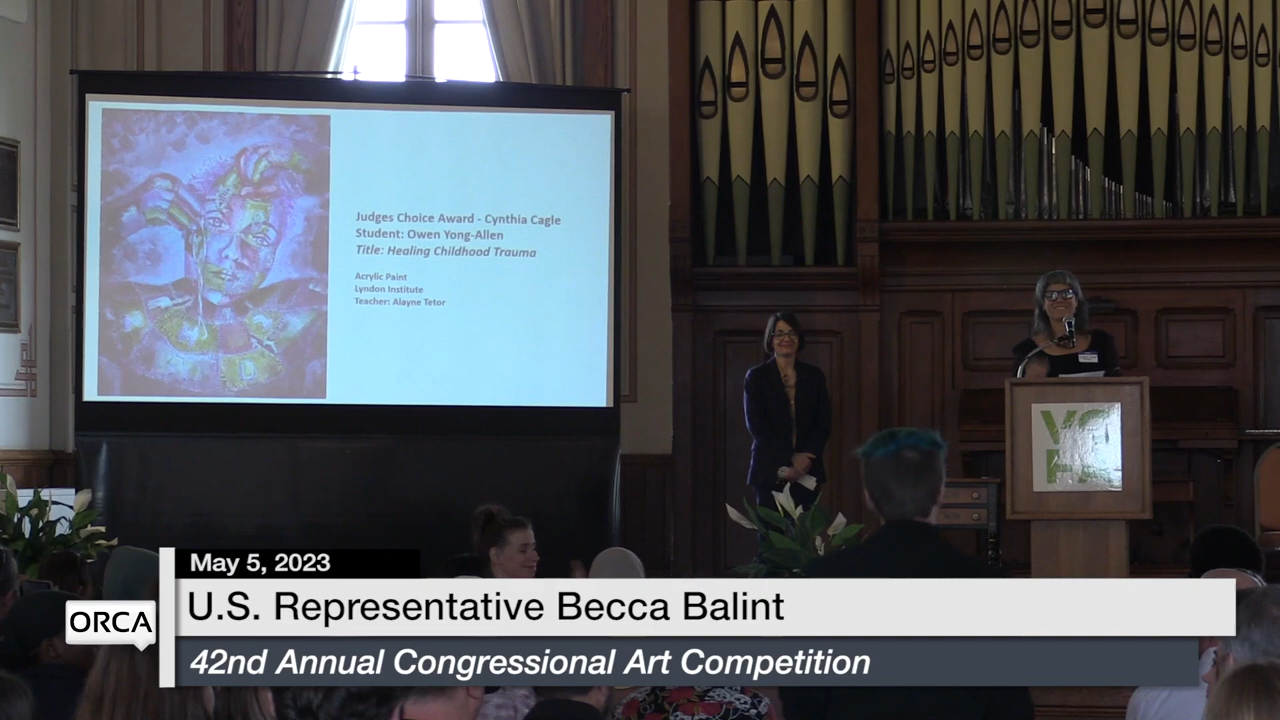 Judges Choice Award - Cynthia Cagle
Student: Owen Yong-Allen
Title: Healing Childhood Trauma
Acrylic Paint
Lyndon Institute
Teacher: Alayne Tetor
May 5, 2023
U.S. Representative Becca Balint
ORCA
42nd Annual Congressional Art Competition